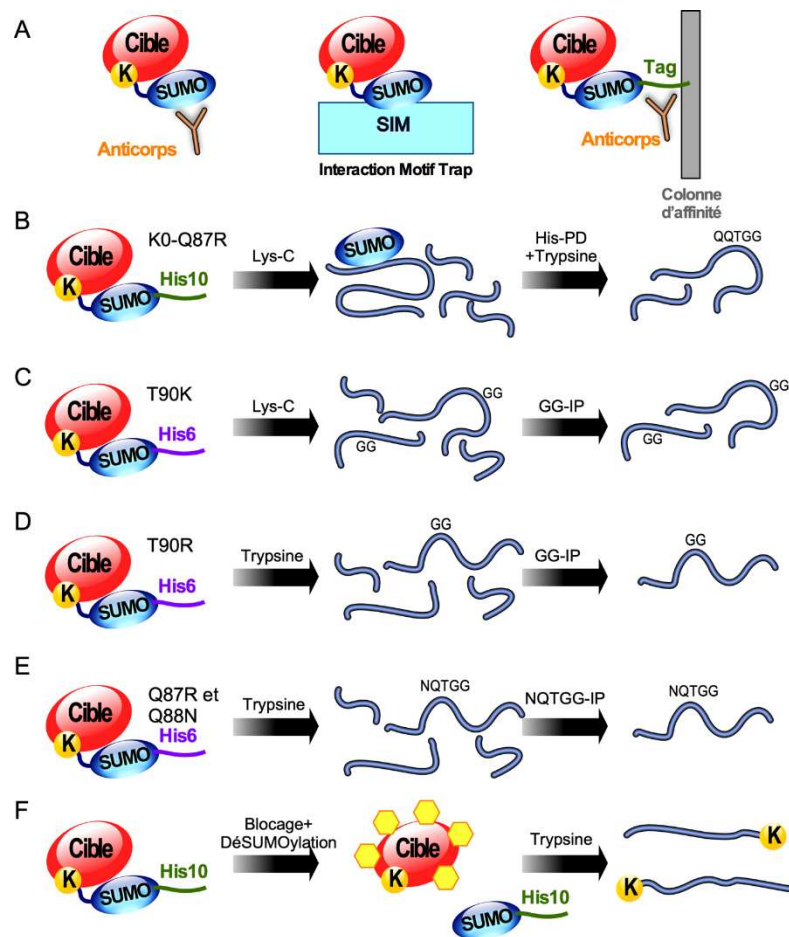 A
Cible
K
SUMO
Anticorps
Cible
K
SUMO
SIM
Interaction Motif Trap
Cible
K
SUMO
Tag
Anticorps
Colonne
d'affinité
B
Cible
K
SUMO
K0-Q87R
His10
Lys-C
SUMO
His-PD
+Trypsine
QQTGG
C
Cible
K
SUMO
T90K
His6
Lys-C
GG
GG
GG-IP
GG
GG
D
Cible
K
SUMO
T90R
His6
Trypsine
GG
GG-IP
GG
E
Cible
K
SUMO
Q87R et
Q88N
His6
Trypsine
NQTGG
NQTGG-IP
NQTGG
F
Cible
K
SUMO
His10
Blocage+
DéSUMOylation
Cible
K
SUMO
His10
Trypsine
K
K